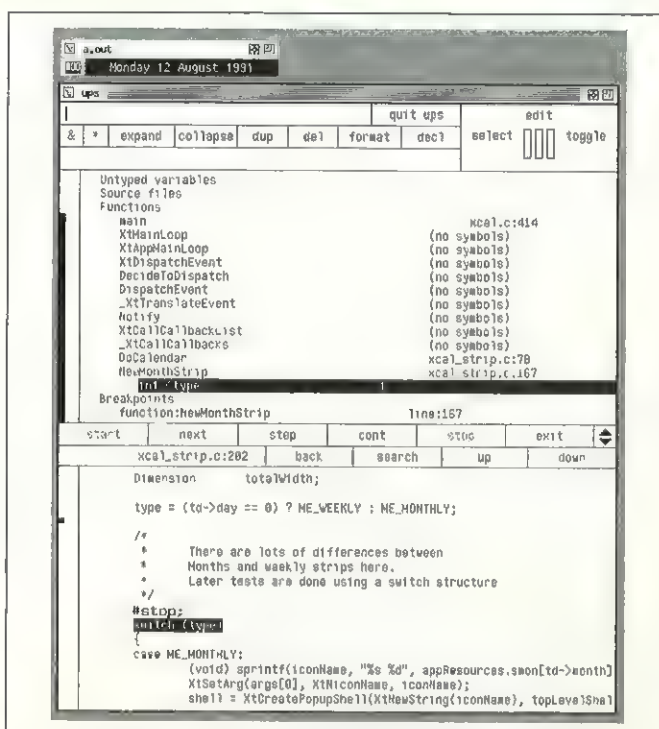 a.out
Monday 12 August 1991
ups
quit ups edit
& * expand collapse dup del format decl select toggle
Untyped variables
Source files
Functions
main xcal.c:414
XtMainLoop (no symbols)
XtAppMainLoop (no symbols)
XtDispatchEvent (no symbols)
DecideToDispatch (no symbols)
DispatchEvent (no symbols)
_XtTranslateEvent (no symbols)
Notify (no symbols)
XtCallCallbackList (no symbols)
_XtCallCallbacks (no symbols)
DoCalendar xcal_strip.c:78
NewMonthStrip xcal_strip.c:167
int type 1
Breakpoints
function:NewMonthStrip line:167
start next step cont stop exit
xcal_strip.c:202 back search up down
Dimension totalWidth;
type = (td->day == 0) ? ME_WEEKLY : ME_MONTHLY;
/*
* There are lots of differences between
* Months and weekly strips here.
* Later tests are done using a switch structure
*/
#stop;
switch (type)
{
case ME_MONTHLY:
(void) sprintf(iconName, "%s %d", appResources.smon[td->month]
XtSetArg(args[0], XtNiconName, iconName);
shell = XtCreatePopupShell(XtNewString(iconName), topLevelShel